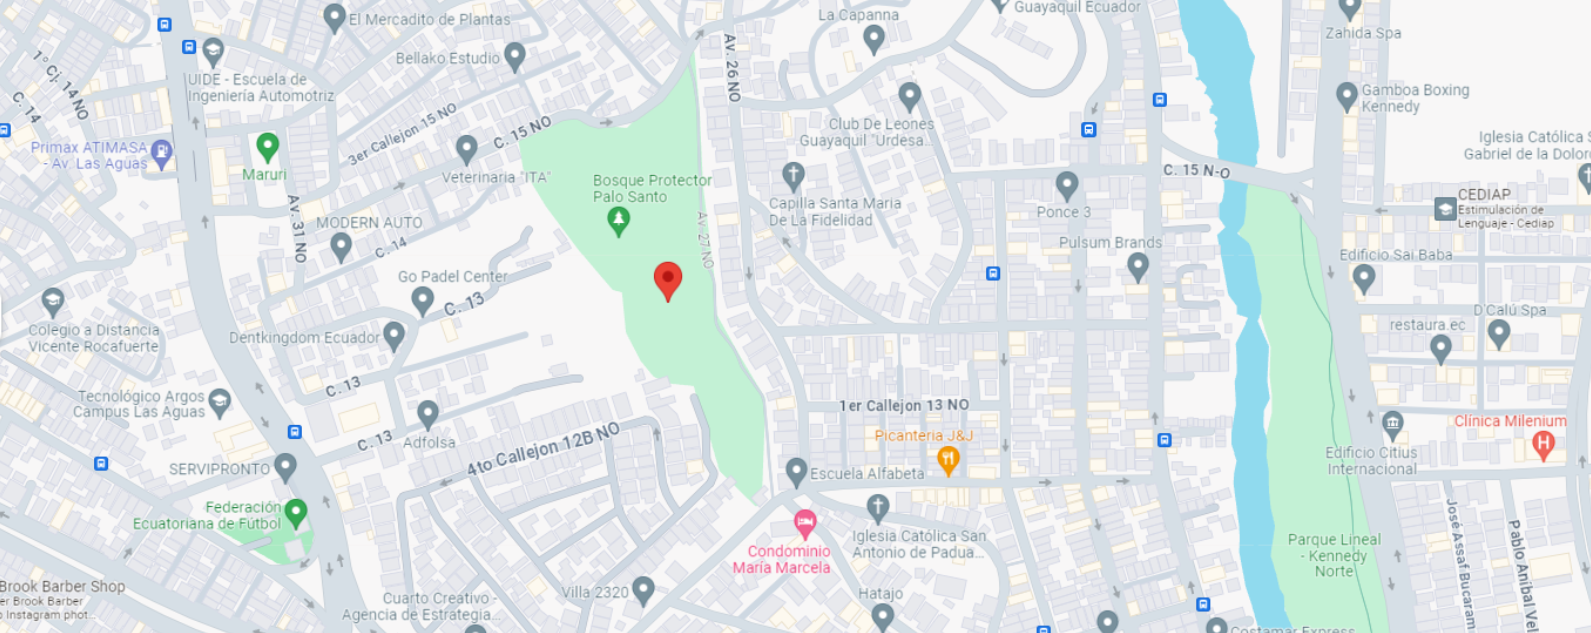 El Mercadito de Plantas
La Capanna
Guayaquil Ecuador
Zahida Spa
Bellako Estudio
Av. 26 NO
1° Cj. 14 NO
C. 14
UIDE - Escuela de
Ingeniería Automotriz
Gamboa Boxing
Kennedy
3er Callejon 15 NO
C. 15 NO
Club De Leones
Guayaquil "Urdesa...
Primax ATIMASA
- Av. Las Aguas
Maruri
Veterinaria "ITA"
Iglesia Católica S
Gabriel de la Doloro
C. 15 N-O
Bosque Protector
Palo Santo
Capilla Santa Maria
De La Fidelidad
Ponce 3
CEDIAP
Estimulación de
Lenguaje - Cediap
Av. 31 NO
MODERN AUTO
C. 14
Av. 27 NO
Pulsum Brands
Edificio Sai Baba
Go Padel Center
C. 13
Colegio a Distancia
Vicente Rocafuerte
Dentkingdom Ecuador
D'Calú Spa
restaura.ec
C. 13
Tecnológico Argos
Campus Las Aguas
1er Callejon 13 NO
Clínica Milenium
C. 13
Adfolsa
4to Callejon 12B NO
Picanteria J&J
Edificio Citius
Internacional
SERVIPRONTO
Escuela Alfabeta
Federación
Ecuatoriana de Fútbol
Condominio
María Marcela
Iglesia Católica San
Antonio de Padua...
Parque Lineal
- Kennedy
Norte
José Assaf Bucaram
Pablo Aníbal Vel
Brook Barber Shop
er Brook Barber
o Instagram phot...
Cuarto Creativo -
Agencia de Estrategia...
Villa 2320
Hatajo
Costamar Express